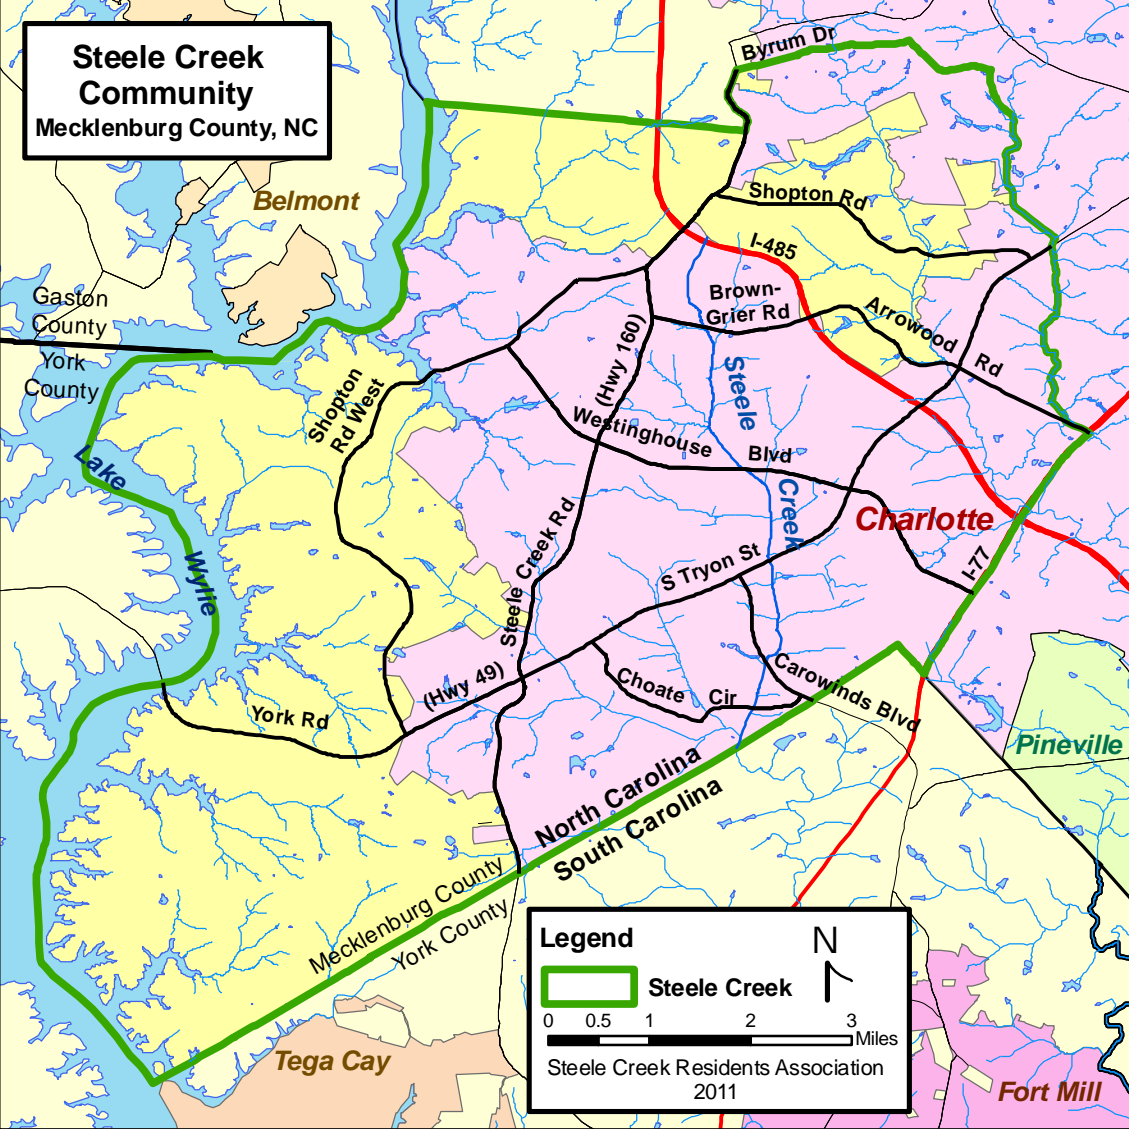 Steele Creek
Community
Mecklenburg County, NC
Byrum Dr
Belmont
Shopton Rd
I-485
Gaston
County
York
County
Brown-
Grier Rd
Arrowood Rd
Shopton
Rd West
(Hwy 160)
Steele Creek
Westinghouse Blvd
Lake Wylie
Charlotte
Steele Creek Rd
S Tryon St
I-77
(Hwy 49)
Choate Cir
Carowinds Blvd
York Rd
Pineville
North Carolina
South Carolina
Mecklenburg County
York County
Tega Cay
Fort Mill
Legend
N
Steele Creek
0 0.5 1 2 3
Miles
Steele Creek Residents Association
2011